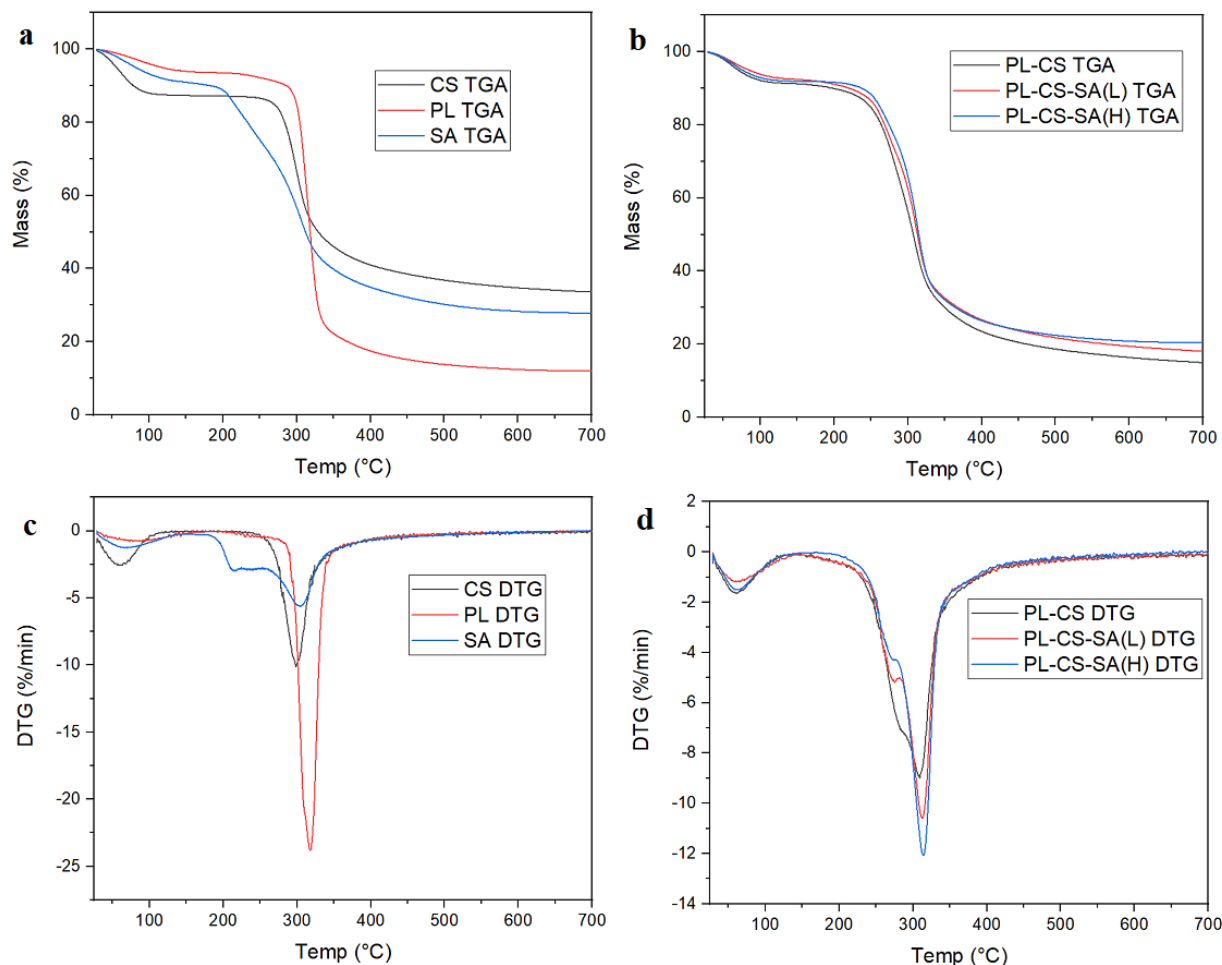 a
100
80
60
40
20
0
Mass (%)
CS TGA
PL TGA
SA TGA
100 200 300 400 500 600 700
Temp (°C)
b
100
80
60
40
20
0
Mass (%)
PL-CS TGA
PL-CS-SA(L) TGA
PL-CS-SA(H) TGA
100 200 300 400 500 600 700
Temp (°C)
c
0
-5
-10
-15
-20
-25
DTG (%/min)
CS DTG
PL DTG
SA DTG
100 200 300 400 500 600 700
Temp (°C)
d
2
0
-2
-4
-6
-8
-10
-12
-14
DTG (%/min)
PL-CS DTG
PL-CS-SA(L) DTG
PL-CS-SA(H) DTG
100 200 300 400 500 600 700
Temp (°C)